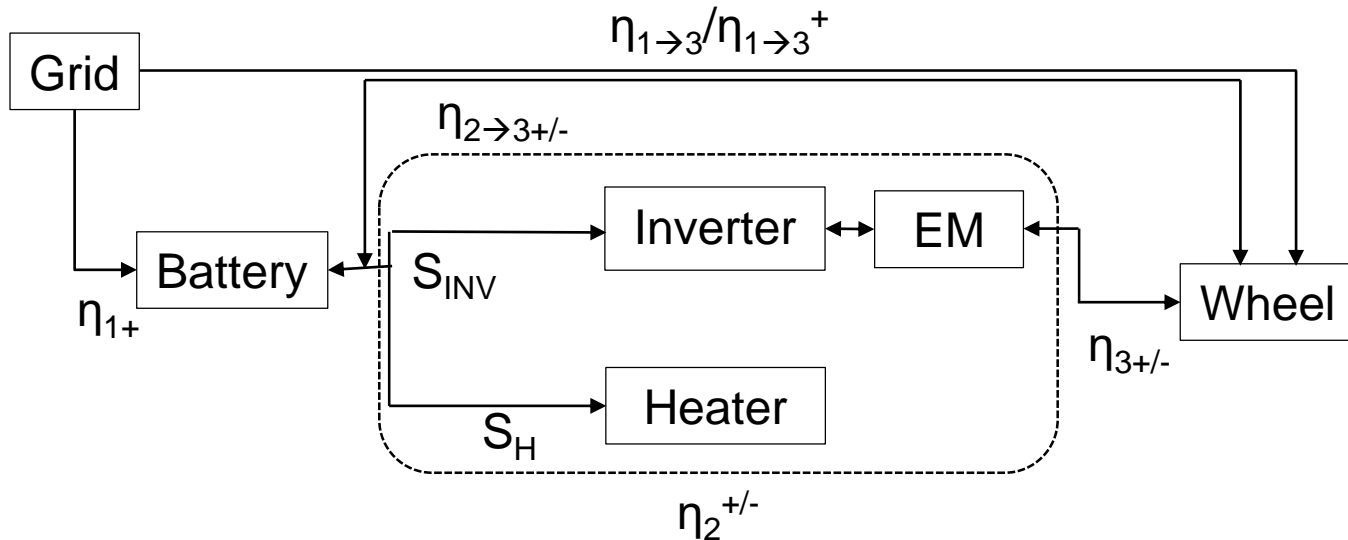 η1→3/η1→3+
Grid
η2→3+/-
Inverter
EM
Battery
SINV
Wheel
η1+
η3+/-
Heater
SH
η2+/-